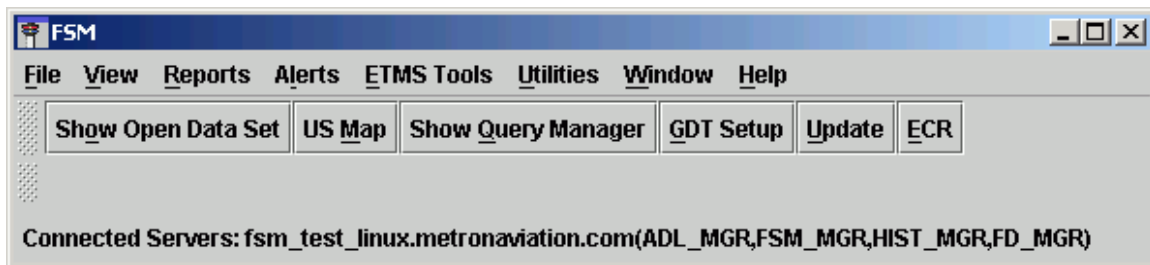 FSM
File View Reports Alerts ETMS Tools Utilities Window Help
Show Open Data Set US Map Show Query Manager GDT Setup Update ECR
Connected Servers: fsm_test_linux.metronaviation.com(ADL_MGR,FSM_MGR,HIST_MGR,FD_MGR)